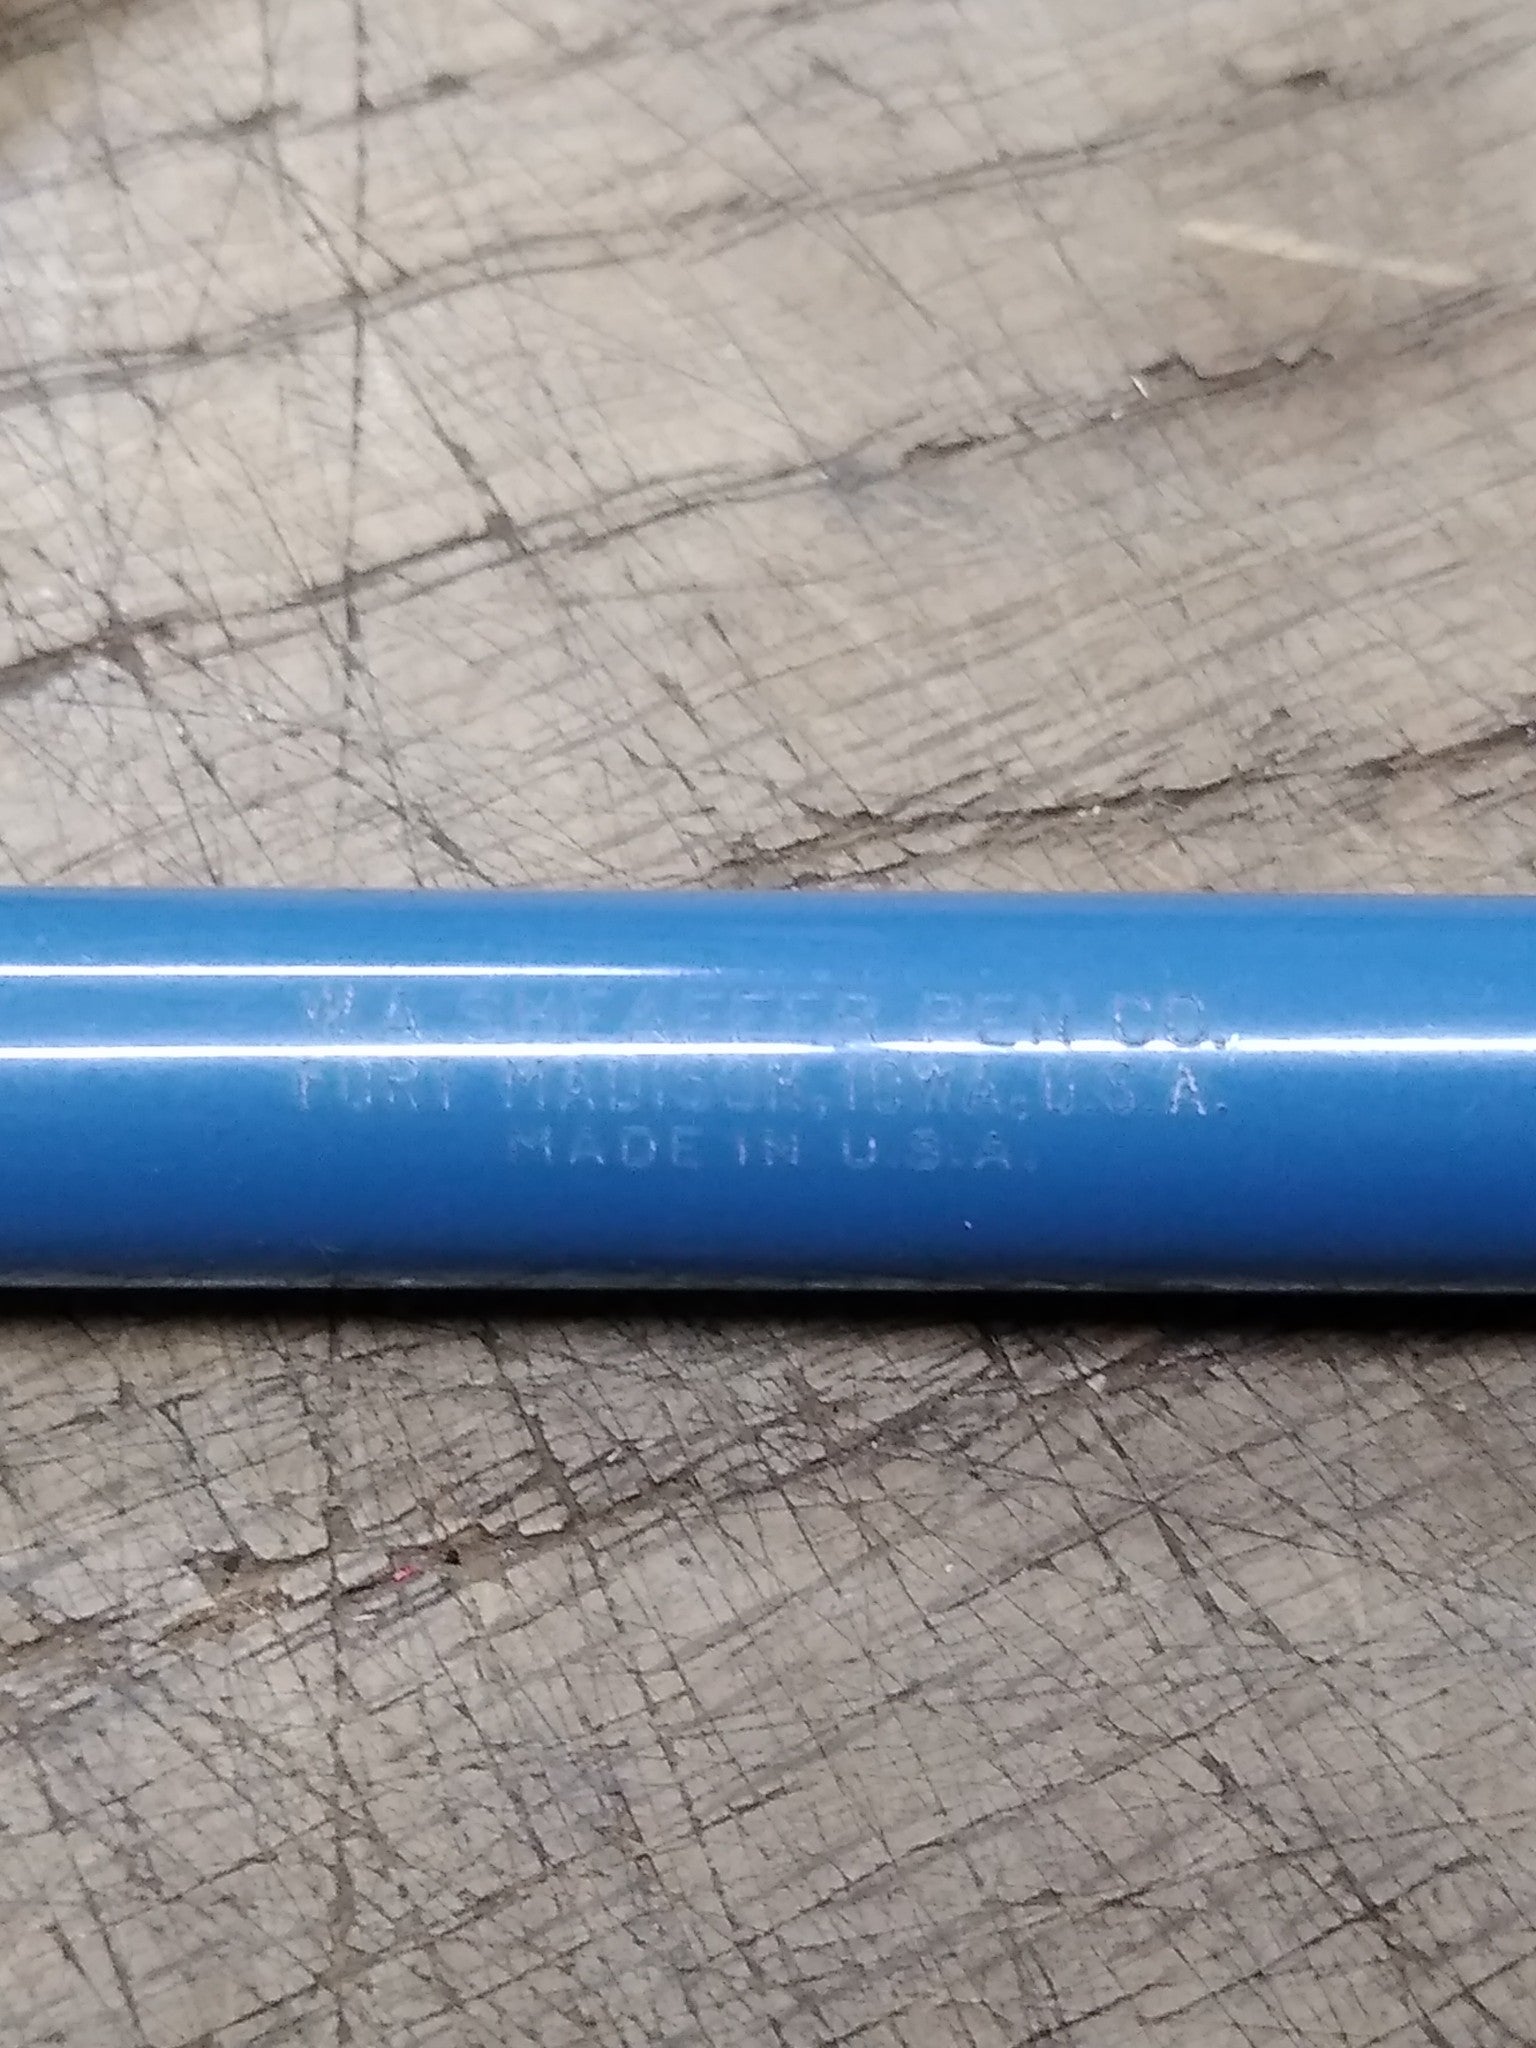 W.A. SHEAFFER PEN CO.,
FORT MADISON, IOWA, U.S.A.
MADE IN U.S.A.